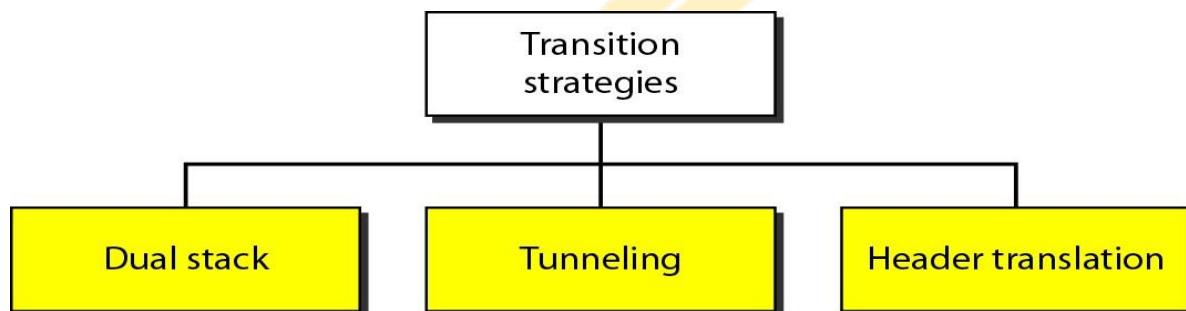 Transition
strategies
Dual stack
Tunneling
Header translation